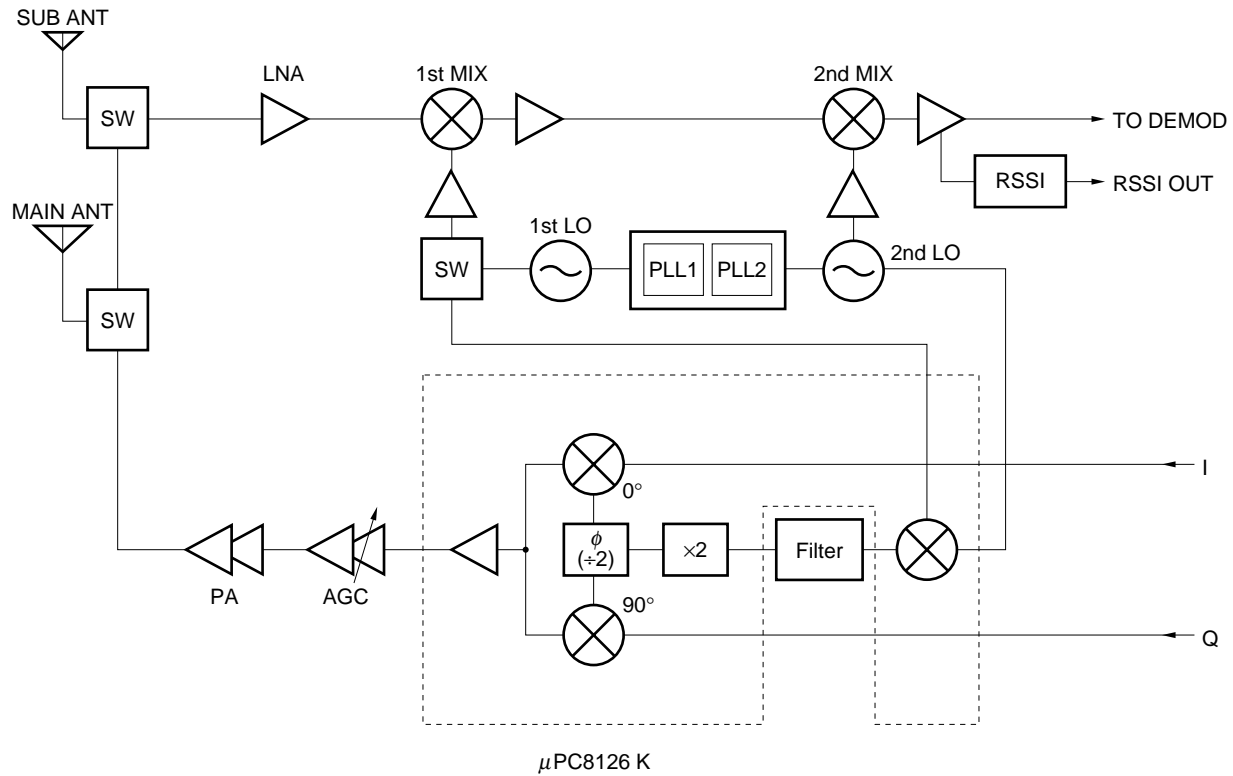 SUB ANT
SW
LNA
1st MIX
2nd MIX
TO DEMOD
RSSI
RSSI OUT
MAIN ANT
SW
SW
1st LO
PLL1
PLL2
2nd LO
I
0°
ϕ
(÷2)
×2
Filter
90°
PA
AGC
Q
μPC8126 K